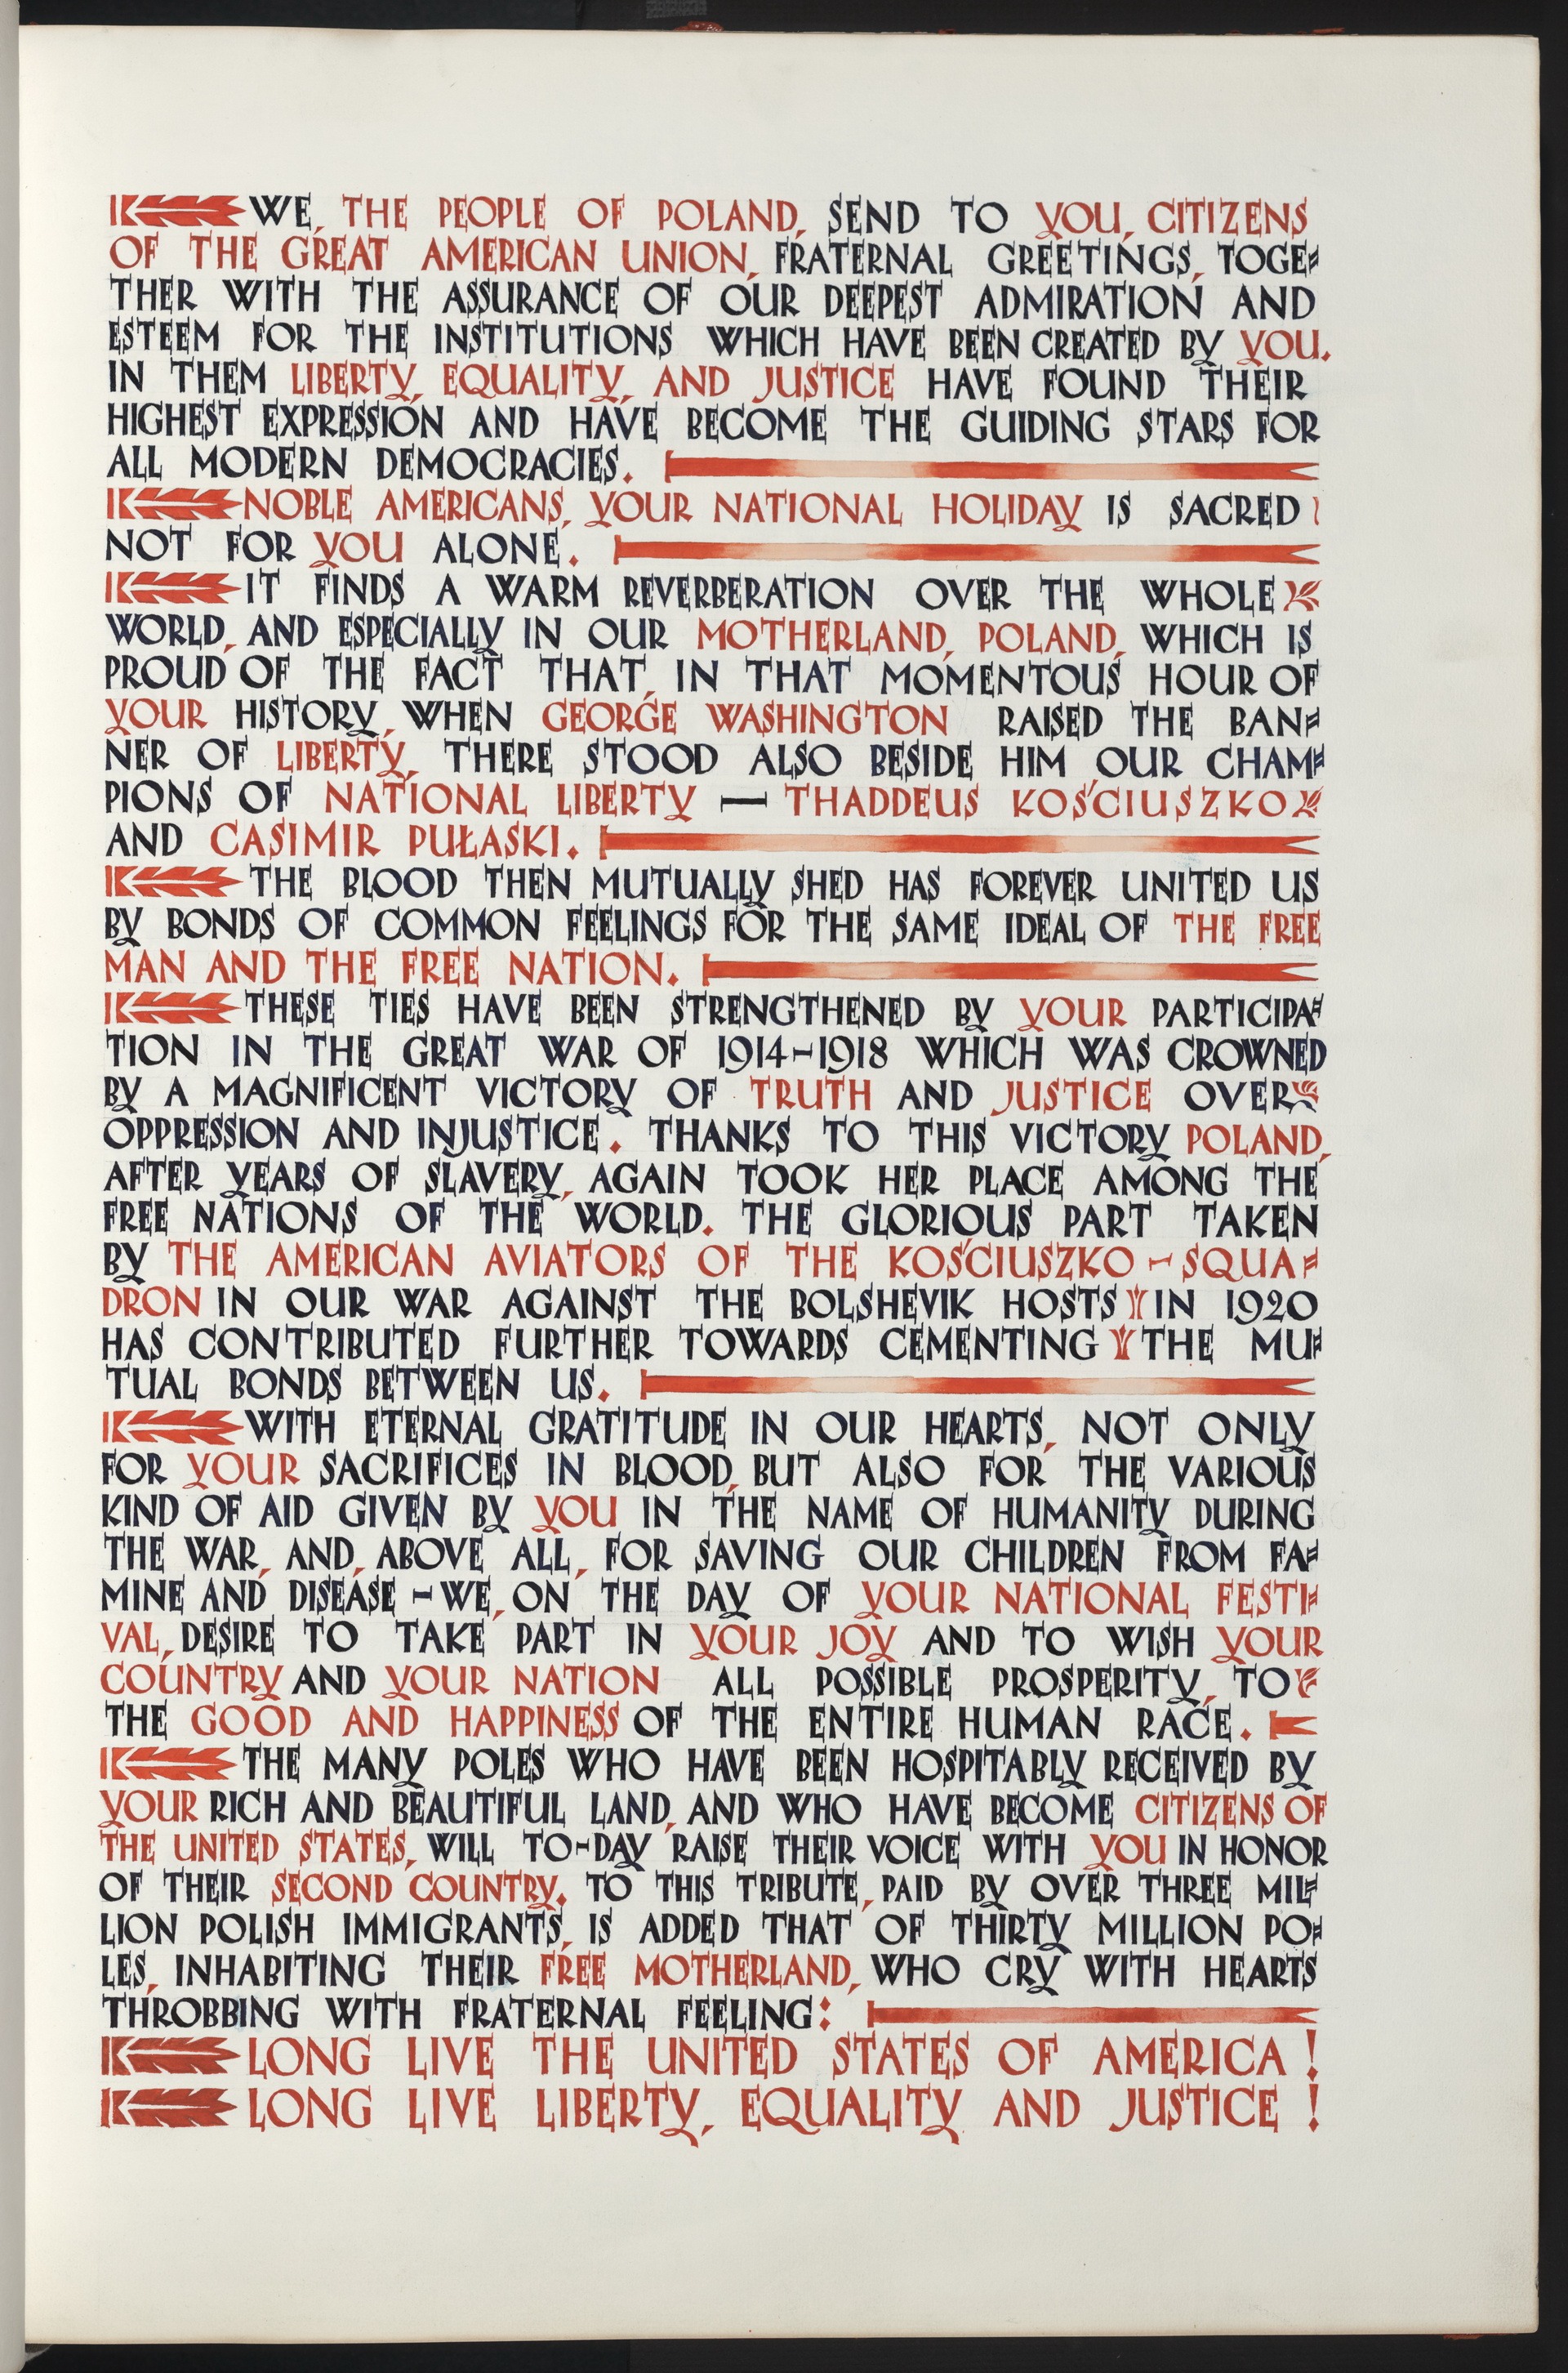 WE, THE PEOPLE OF POLAND, SEND TO YOU, CITIZENS
OF THE GREAT AMERICAN UNION, FRATERNAL GREETINGS, TOGE=
THER WITH THE ASSURANCE OF OUR DEEPEST ADMIRATION AND
ESTEEM FOR THE INSTITUTIONS WHICH HAVE BEEN CREATED BY YOU.
IN THEM LIBERTY, EQUALITY, AND JUSTICE HAVE FOUND THEIR
HIGHEST EXPRESSION AND HAVE BECOME THE GUIDING STARS FOR
ALL MODERN DEMOCRACIES.
NOBLE AMERICANS, YOUR NATIONAL HOLIDAY IS SACRED
NOT FOR YOU ALONE.
IT FINDS A WARM REVERBERATION OVER THE WHOLE
WORLD, AND ESPECIALLY IN OUR MOTHERLAND, POLAND, WHICH IS
PROUD OF THE FACT THAT, IN THAT MOMENTOUS HOUR OF
YOUR HISTORY, WHEN GEORGE WASHINGTON RAISED THE BAN=
NER OF LIBERTY, THERE STOOD ALSO BESIDE HIM OUR CHAM=
PIONS OF NATIONAL LIBERTY — THADDEUS KOŚCIUSZKO
AND CASIMIR PUŁASKI.
THE BLOOD THEN MUTUALLY SHED HAS FOREVER UNITED US
BY BONDS OF COMMON FEELINGS FOR THE SAME IDEAL OF THE FREE
MAN AND THE FREE NATION.
THESE TIES HAVE BEEN STRENGTHENED BY YOUR PARTICIPA=
TION IN THE GREAT WAR OF 1914-1918 WHICH WAS CROWNED
BY A MAGNIFICENT VICTORY OF TRUTH AND JUSTICE OVER
OPPRESSION AND INJUSTICE. THANKS TO THIS VICTORY POLAND,
AFTER YEARS OF SLAVERY, AGAIN TOOK HER PLACE AMONG THE
FREE NATIONS OF THE WORLD. THE GLORIOUS PART TAKEN
BY THE AMERICAN AVIATORS OF THE KOŚCIUSZKO-SQUA=
DRON IN OUR WAR AGAINST THE BOLSHEVIK HOSTS IN 1920
HAS CONTRIBUTED FURTHER TOWARDS CEMENTING THE MU=
TUAL BONDS BETWEEN US.
WITH ETERNAL GRATITUDE IN OUR HEARTS, NOT ONLY
FOR YOUR SACRIFICES IN BLOOD, BUT ALSO FOR THE VARIOUS
KIND OF AID GIVEN BY YOU IN THE NAME OF HUMANITY DURING
THE WAR, AND, ABOVE ALL, FOR SAVING OUR CHILDREN FROM FA=
MINE AND DISEASE - WE, ON THE DAY OF YOUR NATIONAL FESTI=
VAL, DESIRE TO TAKE PART IN YOUR JOY AND TO WISH YOUR
COUNTRY AND YOUR NATION ALL POSSIBLE PROSPERITY, TO
THE GOOD AND HAPPINESS OF THE ENTIRE HUMAN RACE.
THE MANY POLES WHO HAVE BEEN HOSPITABLY RECEIVED BY
YOUR RICH AND BEAUTIFUL LAND, AND WHO HAVE BECOME CITIZENS OF
THE UNITED STATES, WILL TO-DAY RAISE THEIR VOICE WITH YOU IN HONOR
OF THEIR SECOND COUNTRY. TO THIS TRIBUTE, PAID BY OVER THREE MIL=
LION POLISH IMMIGRANTS, IS ADDED THAT OF THIRTY MILLION PO=
LES, INHABITING THEIR FREE MOTHERLAND, WHO CRY WITH HEARTS
THROBBING WITH FRATERNAL FEELING:
LONG LIVE THE UNITED STATES OF AMERICA!
LONG LIVE LIBERTY, EQUALITY AND JUSTICE!